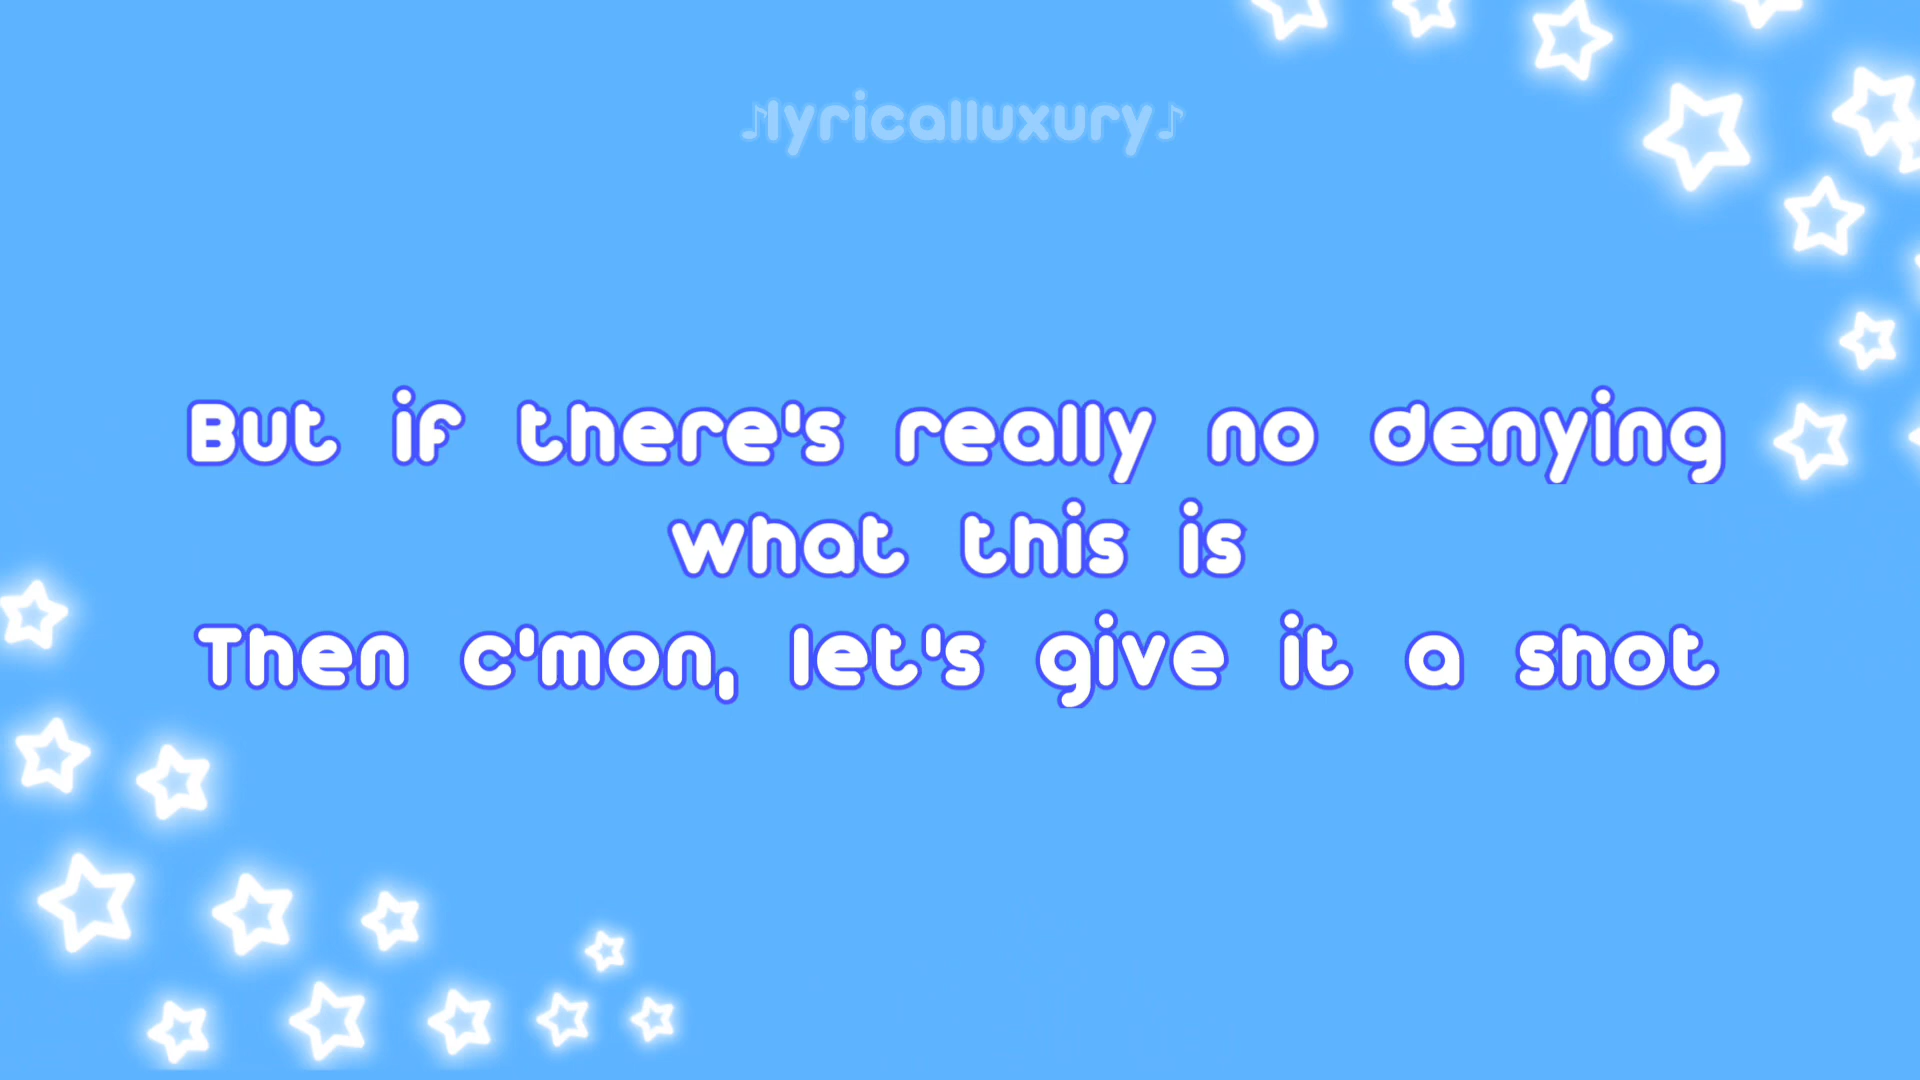 ♪lyricalluxury♪
But if there's really no denying
what this is
Then c'mon, let's give it a shot